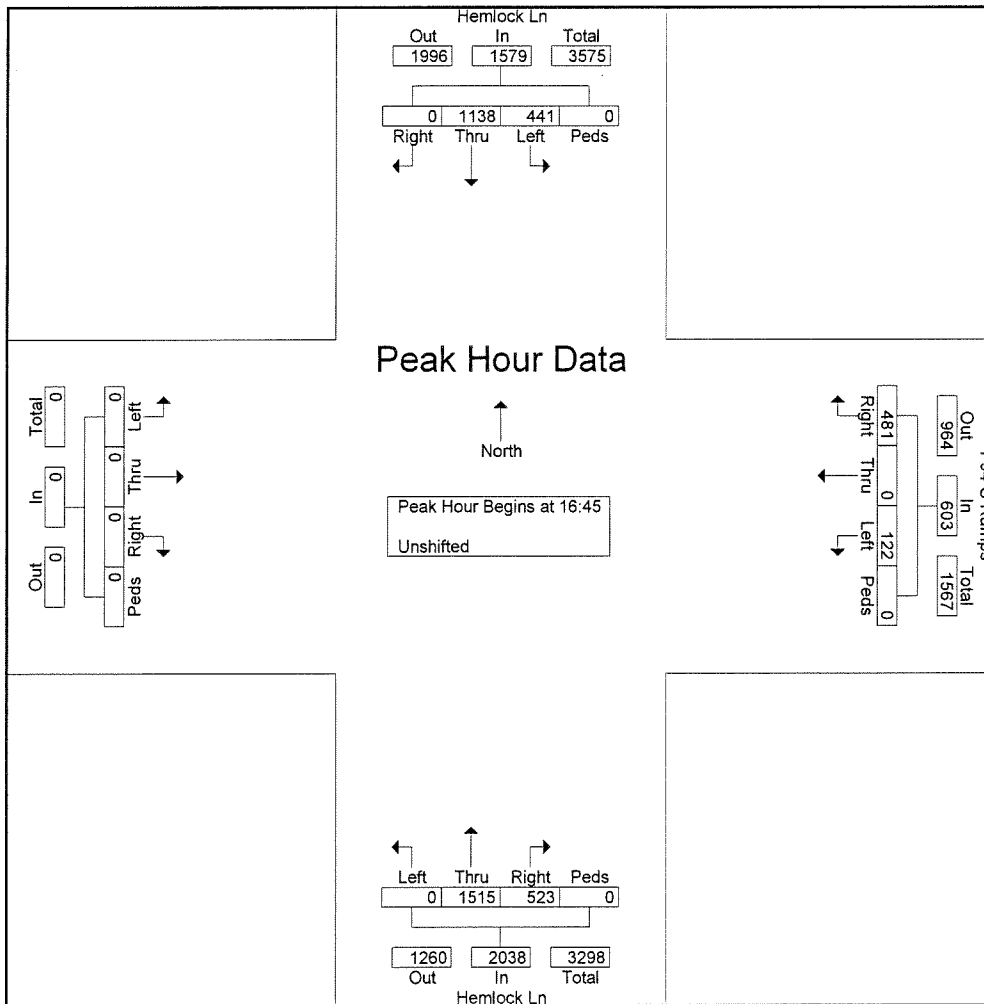 Hemlock Ln
Out In Total
1996 1579 3575
0 1138 441 0
Right Thru Left Peds
Peak Hour Data
North
Peak Hour Begins at 16:45
Unshifted
Total In Out
0 0 0
0 0 0 0
Left Thru Right Peds
Out In Total
964 603 1567
481 0 122 0
Right Thru Left Peds
Left Thru Right Peds
0 1515 523 0
1260 2038 3298
Out In Total
Hemlock Ln